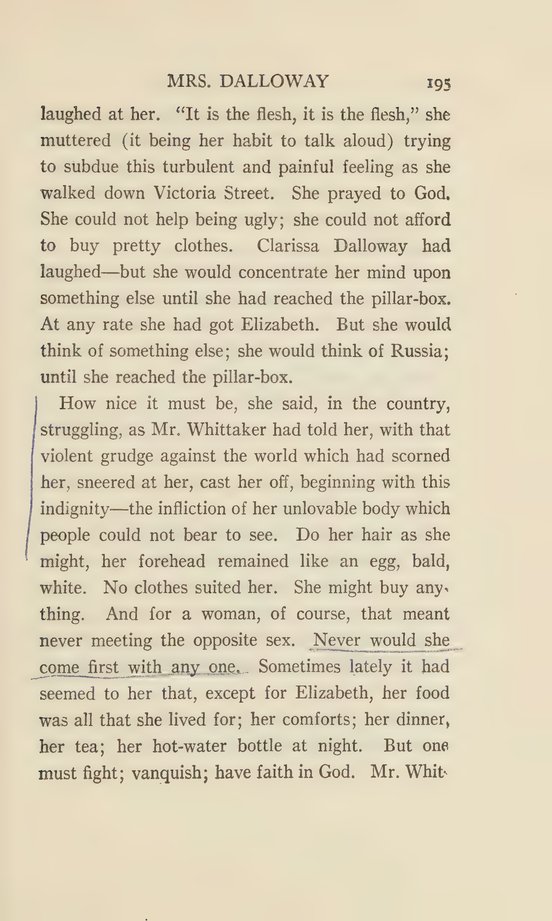 MRS. DALLOWAY 195
laughed at her. "It is the flesh, it is the flesh," she
muttered (it being her habit to talk aloud) trying
to subdue this turbulent and painful feeling as she
walked down Victoria Street. She prayed to God.
She could not help being ugly; she could not afford
to buy pretty clothes. Clarissa Dalloway had
laughed—but she would concentrate her mind upon
something else until she had reached the pillar-box.
At any rate she had got Elizabeth. But she would
think of something else; she would think of Russia;
until she reached the pillar-box.
How nice it must be, she said, in the country,
struggling, as Mr. Whittaker had told her, with that
violent grudge against the world which had scorned
her, sneered at her, cast her off, beginning with this
indignity—the infliction of her unlovable body which
people could not bear to see. Do her hair as she
might, her forehead remained like an egg, bald,
white. No clothes suited her. She might buy any-
thing. And for a woman, of course, that meant
never meeting the opposite sex. Never would she
come first with any one. Sometimes lately it had
seemed to her that, except for Elizabeth, her food
was all that she lived for; her comforts; her dinner,
her tea; her hot-water bottle at night. But one
must fight; vanquish; have faith in God. Mr. Whit-